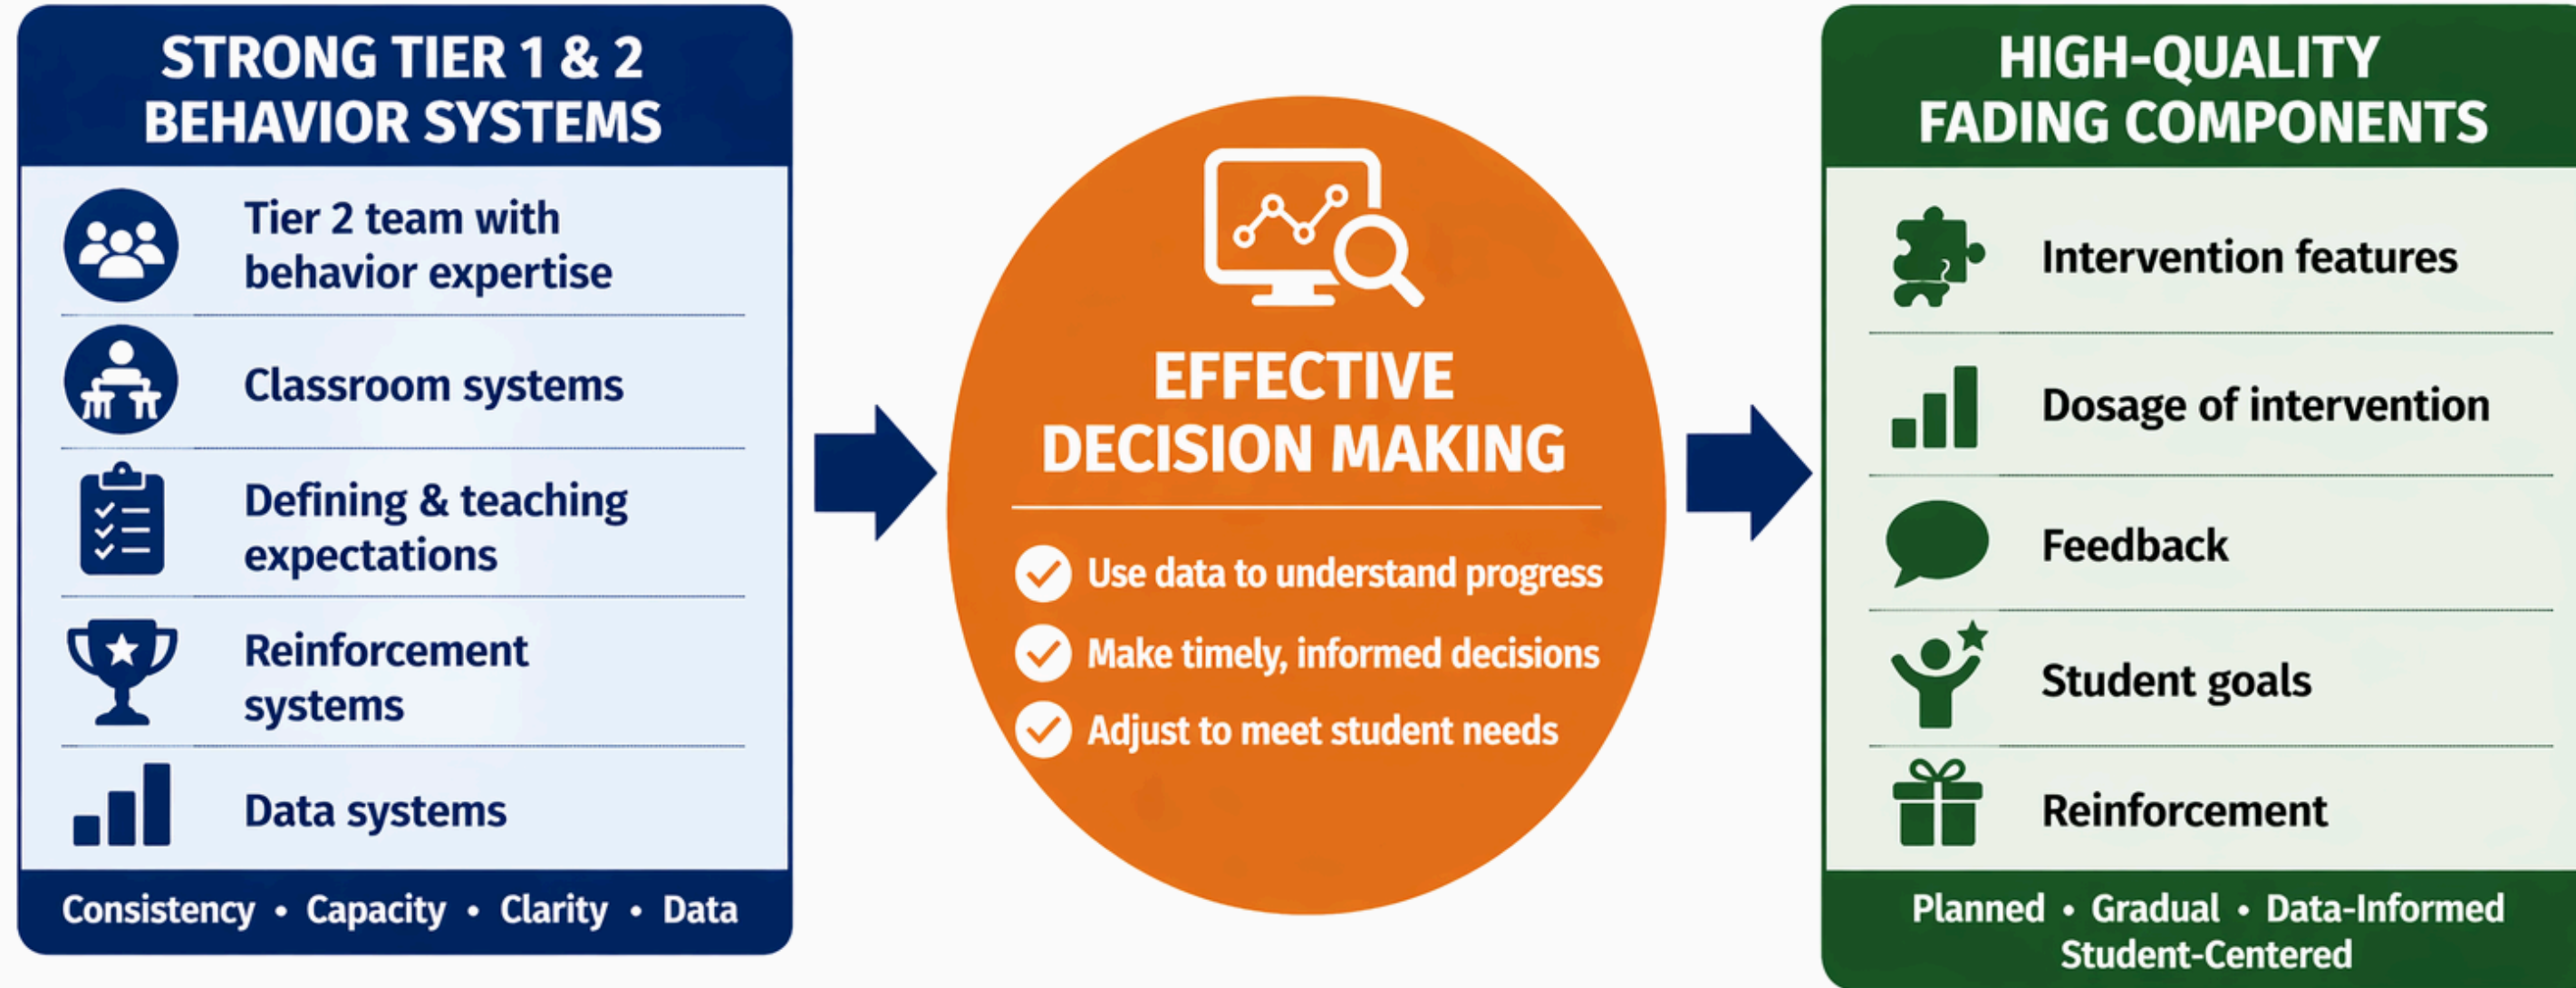 STRONG TIER 1 & 2
BEHAVIOR SYSTEMS
Tier 2 team with
behavior expertise
Classroom systems
Defining & teaching
expectations
Reinforcement
systems
Data systems
Consistency • Capacity • Clarity • Data
EFFECTIVE
DECISION MAKING
Use data to understand progress
Make timely, informed decisions
Adjust to meet student needs
HIGH-QUALITY
FADING COMPONENTS
Intervention features
Dosage of intervention
Feedback
Student goals
Reinforcement
Planned • Gradual • Data-Informed
Student-Centered